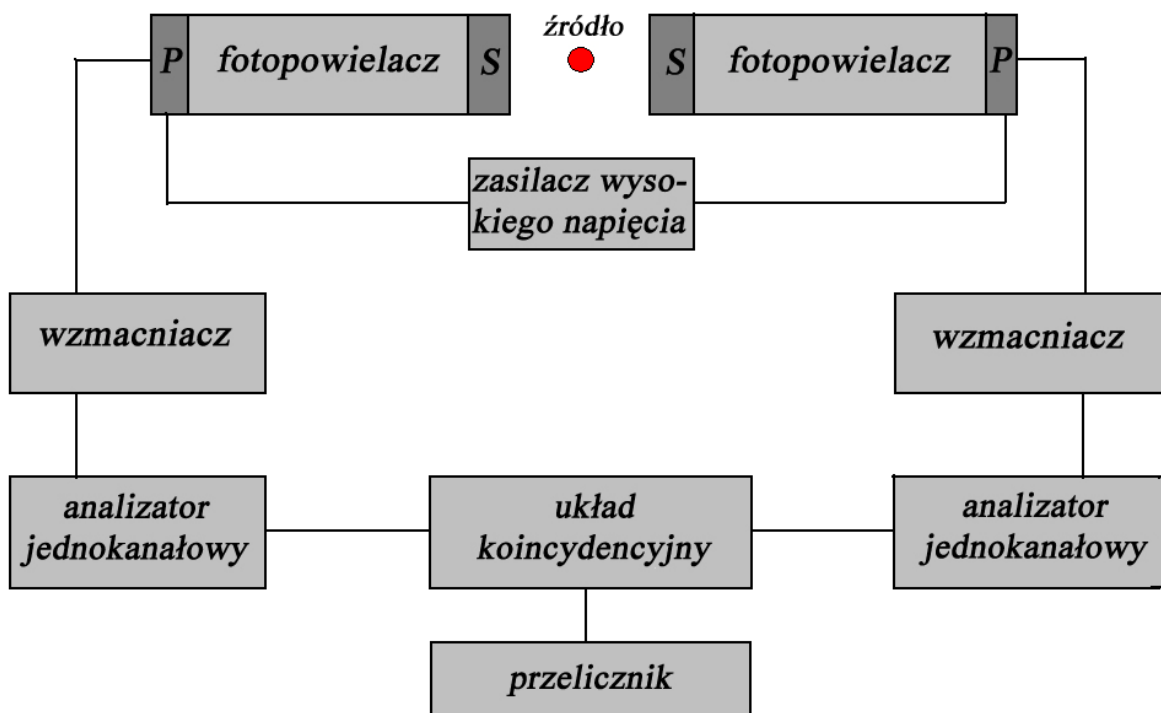 źródło
P fotopowielacz S
S fotopowielacz P
zasilacz wyso-
kiego napięcia
wzmacniacz
wzmacniacz
analizator
jednokanałowy
układ
koincydencyjny
analizator
jednokanałowy
przelicznik